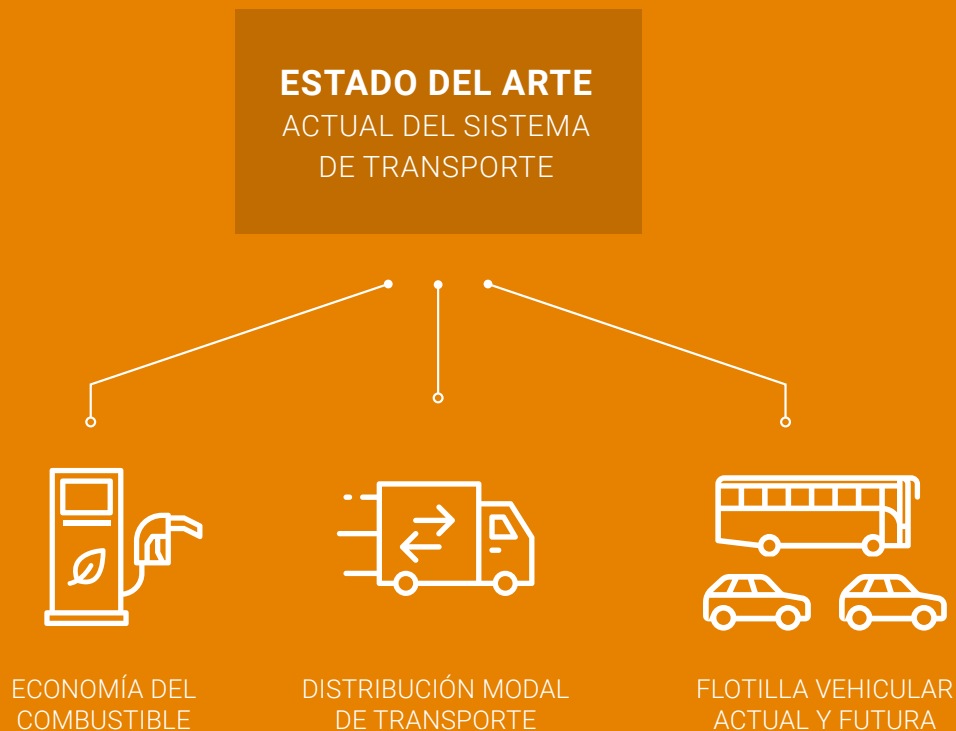 ESTADO DEL ARTE
ACTUAL DEL SISTEMA
DE TRANSPORTE
ECONOMÍA DEL
COMBUSTIBLE
DISTRIBUCIÓN MODAL
DE TRANSPORTE
FLOTILLA VEHICULAR
ACTUAL Y FUTURA